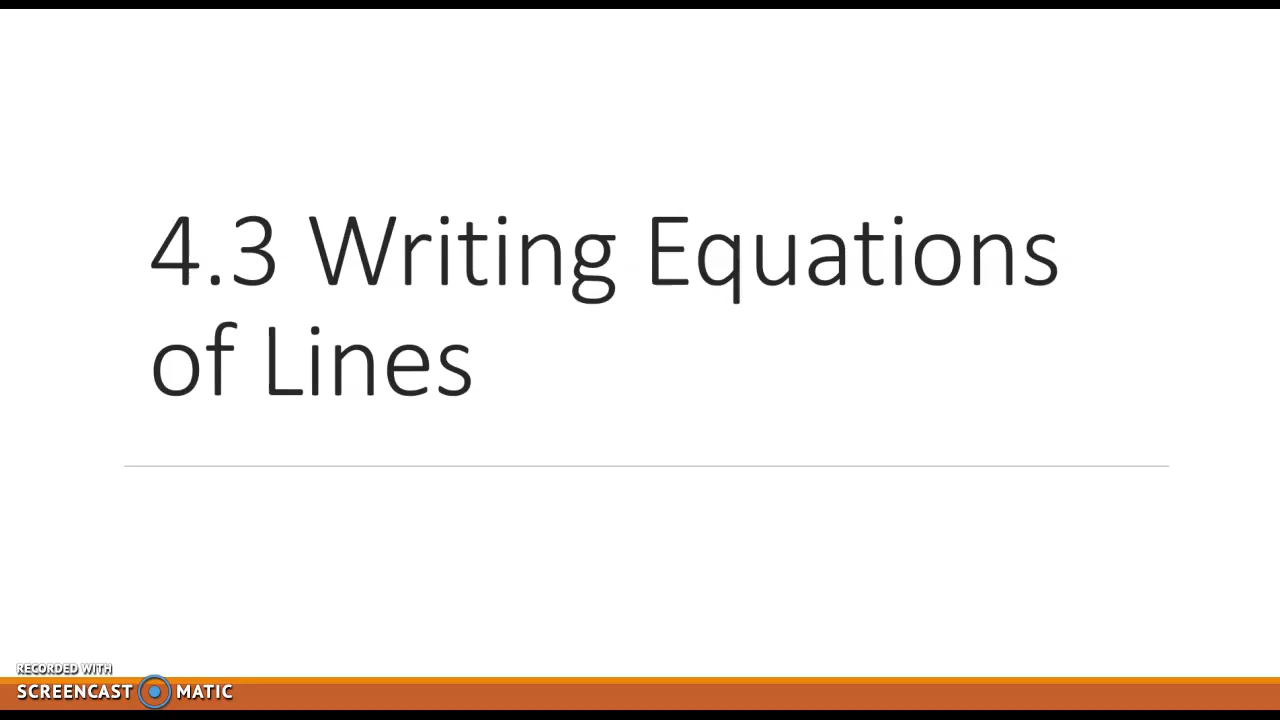 4.3 Writing Equations
of Lines
RECORDED WITH
SCREENCAST MATIC